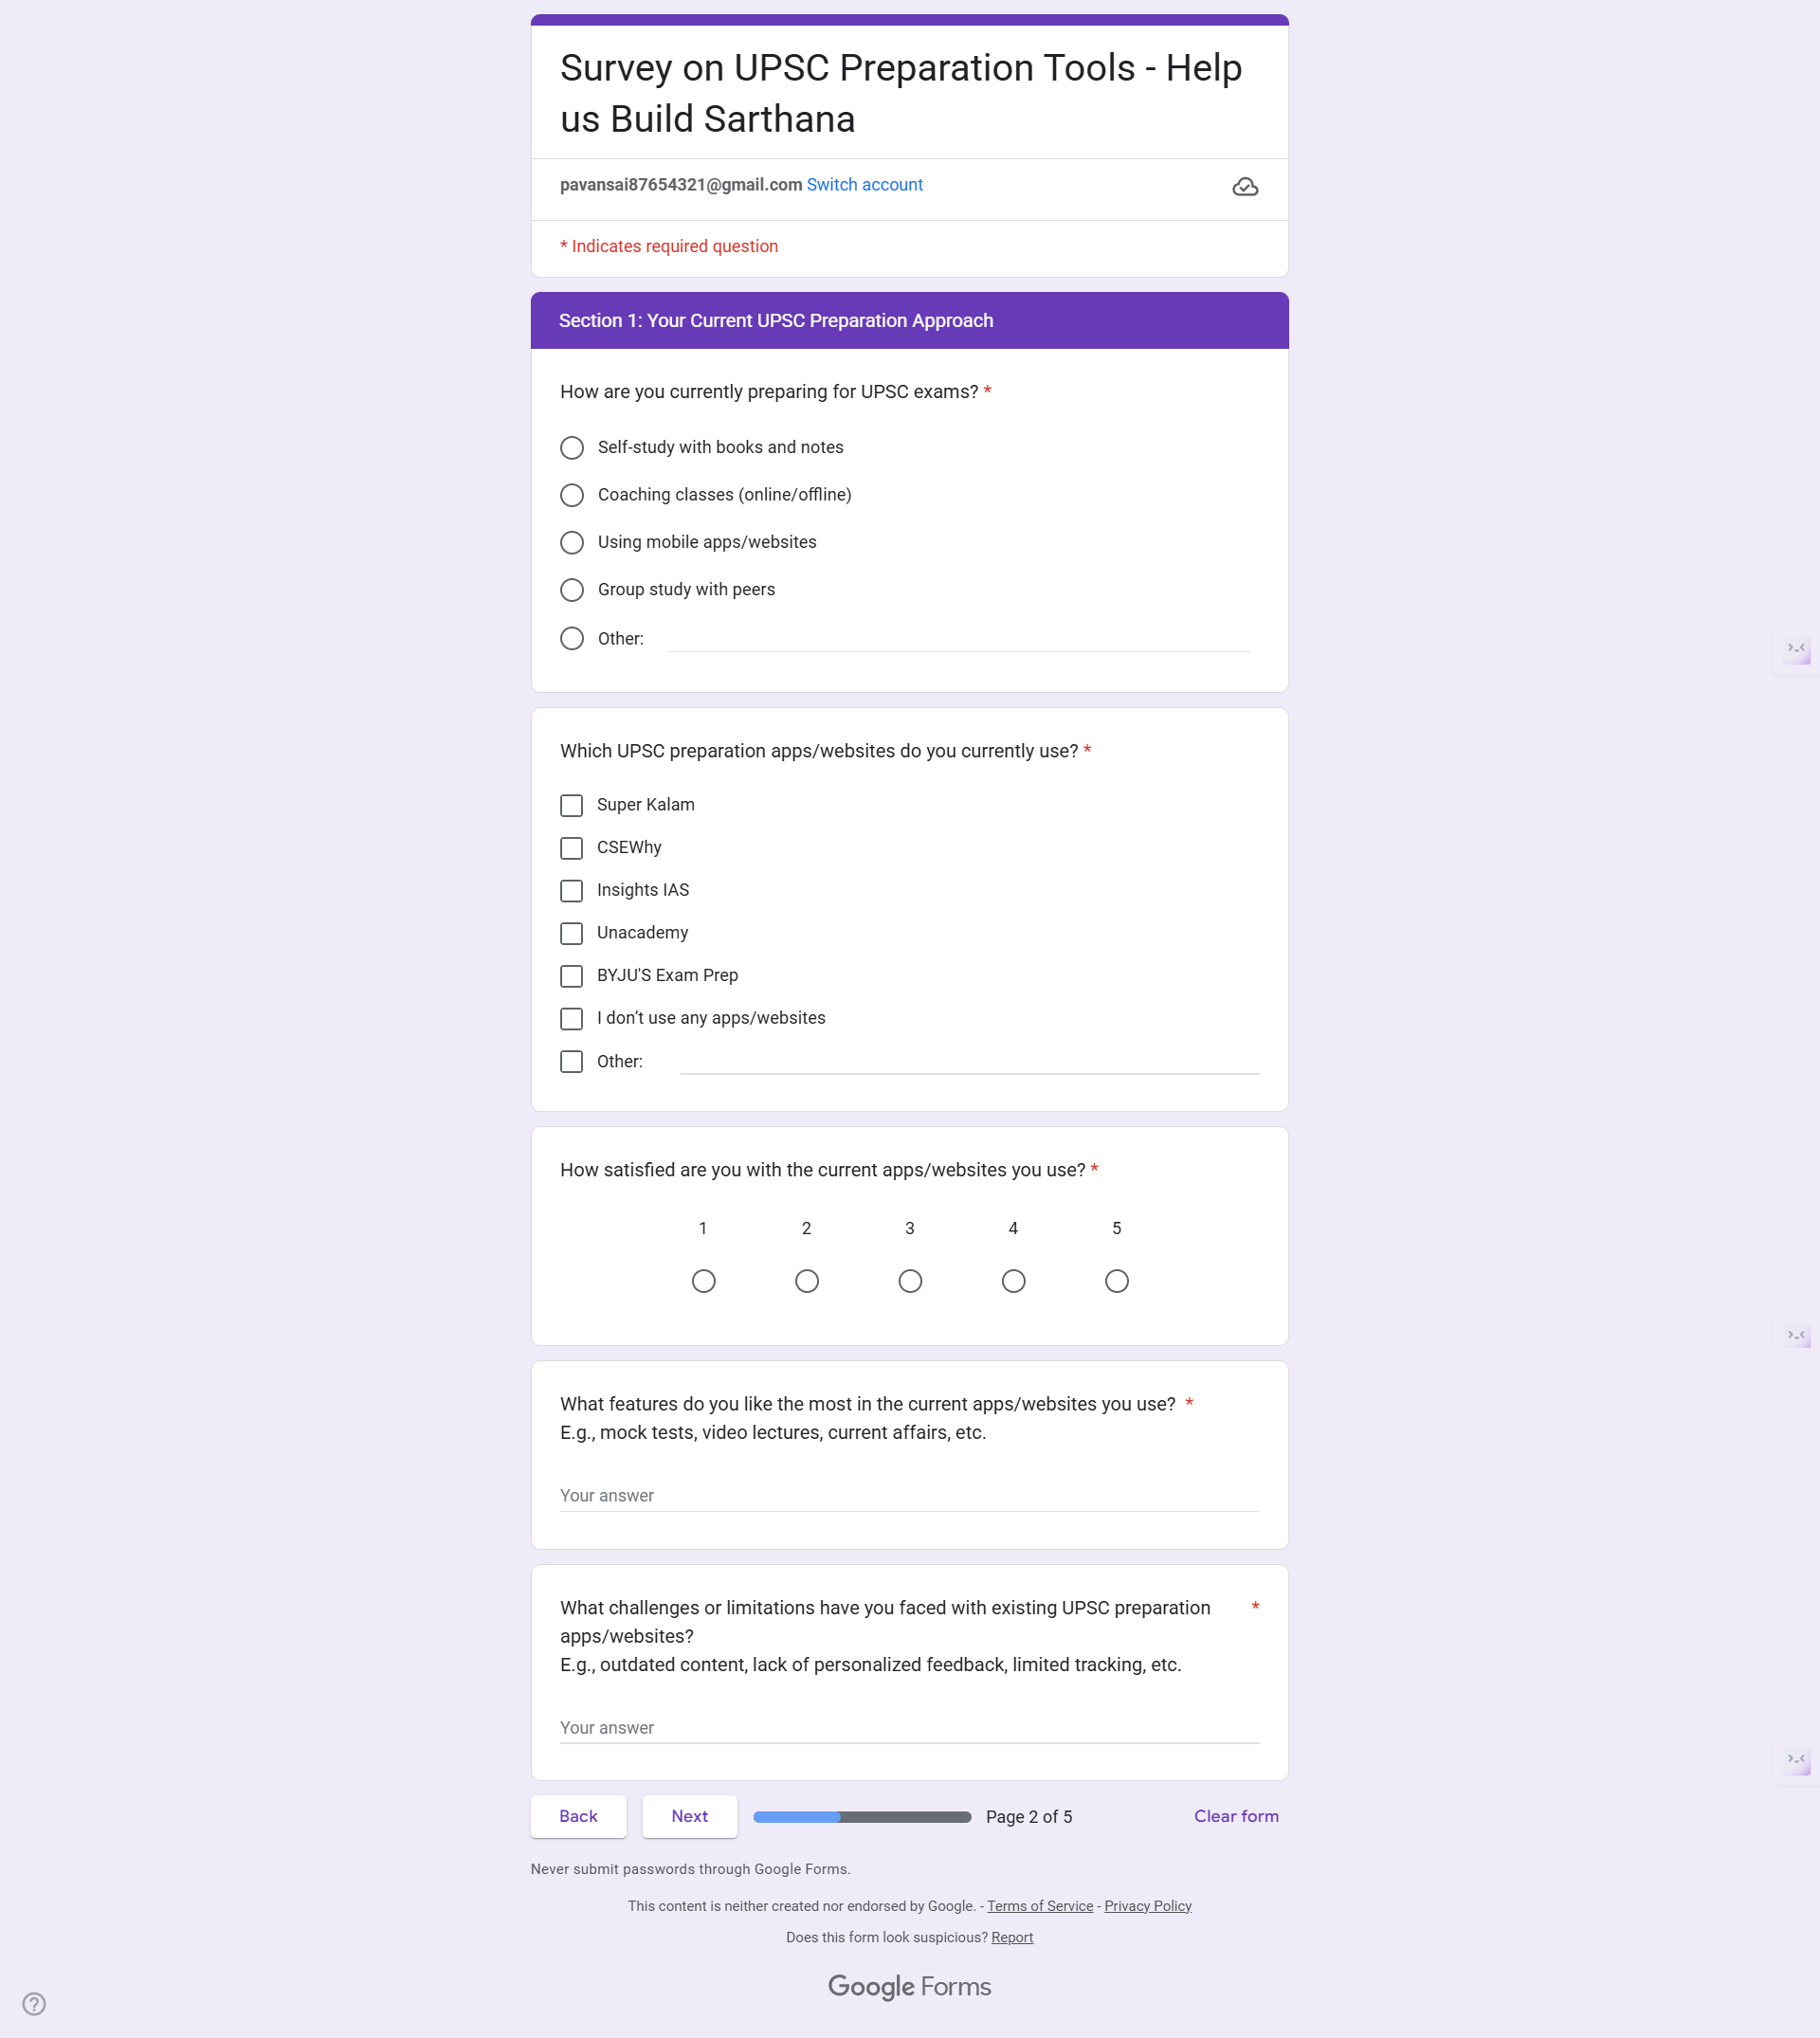 Survey on UPSC Preparation Tools - Help
us Build Sarthana
pavansai87654321@gmail.com Switch account
* Indicates required question
Section 1: Your Current UPSC Preparation Approach
How are you currently preparing for UPSC exams? *
Self-study with books and notes
Coaching classes (online/offline)
Using mobile apps/websites
Group study with peers
Other:
Which UPSC preparation apps/websites do you currently use? *
Super Kalam
CSEWhy
Insights IAS
Unacademy
BYJU'S Exam Prep
I don’t use any apps/websites
Other:
How satisfied are you with the current apps/websites you use? *
1 2 3 4 5
What features do you like the most in the current apps/websites you use? *
E.g., mock tests, video lectures, current affairs, etc.
Your answer
What challenges or limitations have you faced with existing UPSC preparation *
apps/websites?
E.g., outdated content, lack of personalized feedback, limited tracking, etc.
Your answer
Back Next Page 2 of 5 Clear form
Never submit passwords through Google Forms.
This content is neither created nor endorsed by Google. - Terms of Service - Privacy Policy
Does this form look suspicious? Report
Google Forms